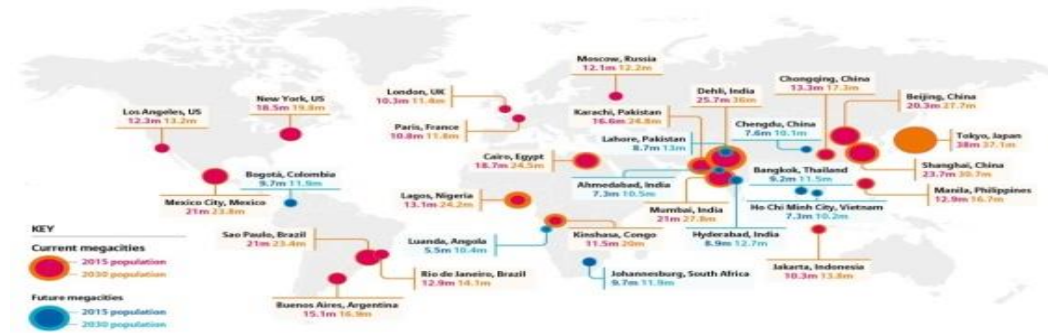 Moscow, Russia
12.1m 12.2m
Chongqing, China
13.3m 17.3m
London, UK
10.3m 11.4m
Dehli, India
25.7m 36m
Beijing, China
20.3m 27.7m
New York, US
18.5m 19.8m
Los Angeles, US
12.3m 13.2m
Karachi, Pakistan
16.6m 24.8m
Chengdu, China
7.6m 10.1m
Paris, France
10.8m 11.8m
Lahore, Pakistan
8.7m 13m
Tokyo, Japan
38m 37.1m
Cairo, Egypt
18.7m 24.5m
Bangkok, Thailand
9.2m 11.5m
Shanghai, China
23.7m 30.7m
Bogotá, Colombia
9.7m 11.9m
Ahmedabad, India
7.3m 10.5m
Manila, Philippines
12.9m 16.7m
Mexico City, Mexico
21m 23.8m
Lagos, Nigeria
13.1m 24.2m
Mumbai, India
21m 27.8m
Ho Chi Minh City, Vietnam
7.3m 10.2m
KEY
Sao Paulo, Brazil
21m 23.4m
Luanda, Angola
5.5m 10.4m
Kinshasa, Congo
11.5m 20m
Hyderabad, India
8.9m 12.7m
Current megacities
2015 population
2030 population
Rio de Janeiro, Brazil
12.9m 14.1m
Johannesburg, South Africa
9.7m 11.9m
Jakarta, Indonesia
10.3m 13.8m
Future megacities
2015 population
2030 population
Buenos Aires, Argentina
15.1m 16.9m